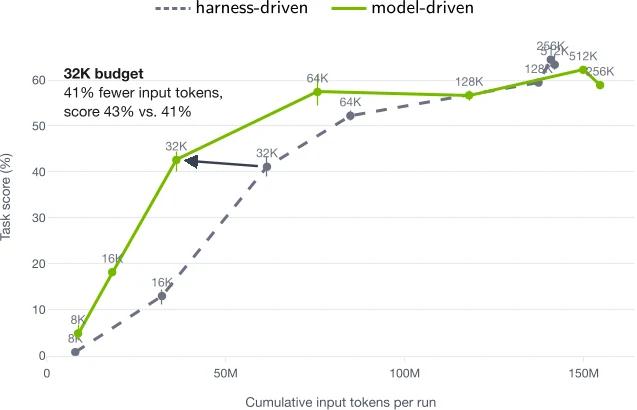 harness-driven model-driven
32K budget
41% fewer input tokens,
score 43% vs. 41%
Task score (%)
60
50
40
30
20
10
0
8K
16K
32K
64K
128K
512K
256K
8K
16K
32K
64K
128K
256K
512K
0 50M 100M 150M
Cumulative input tokens per run